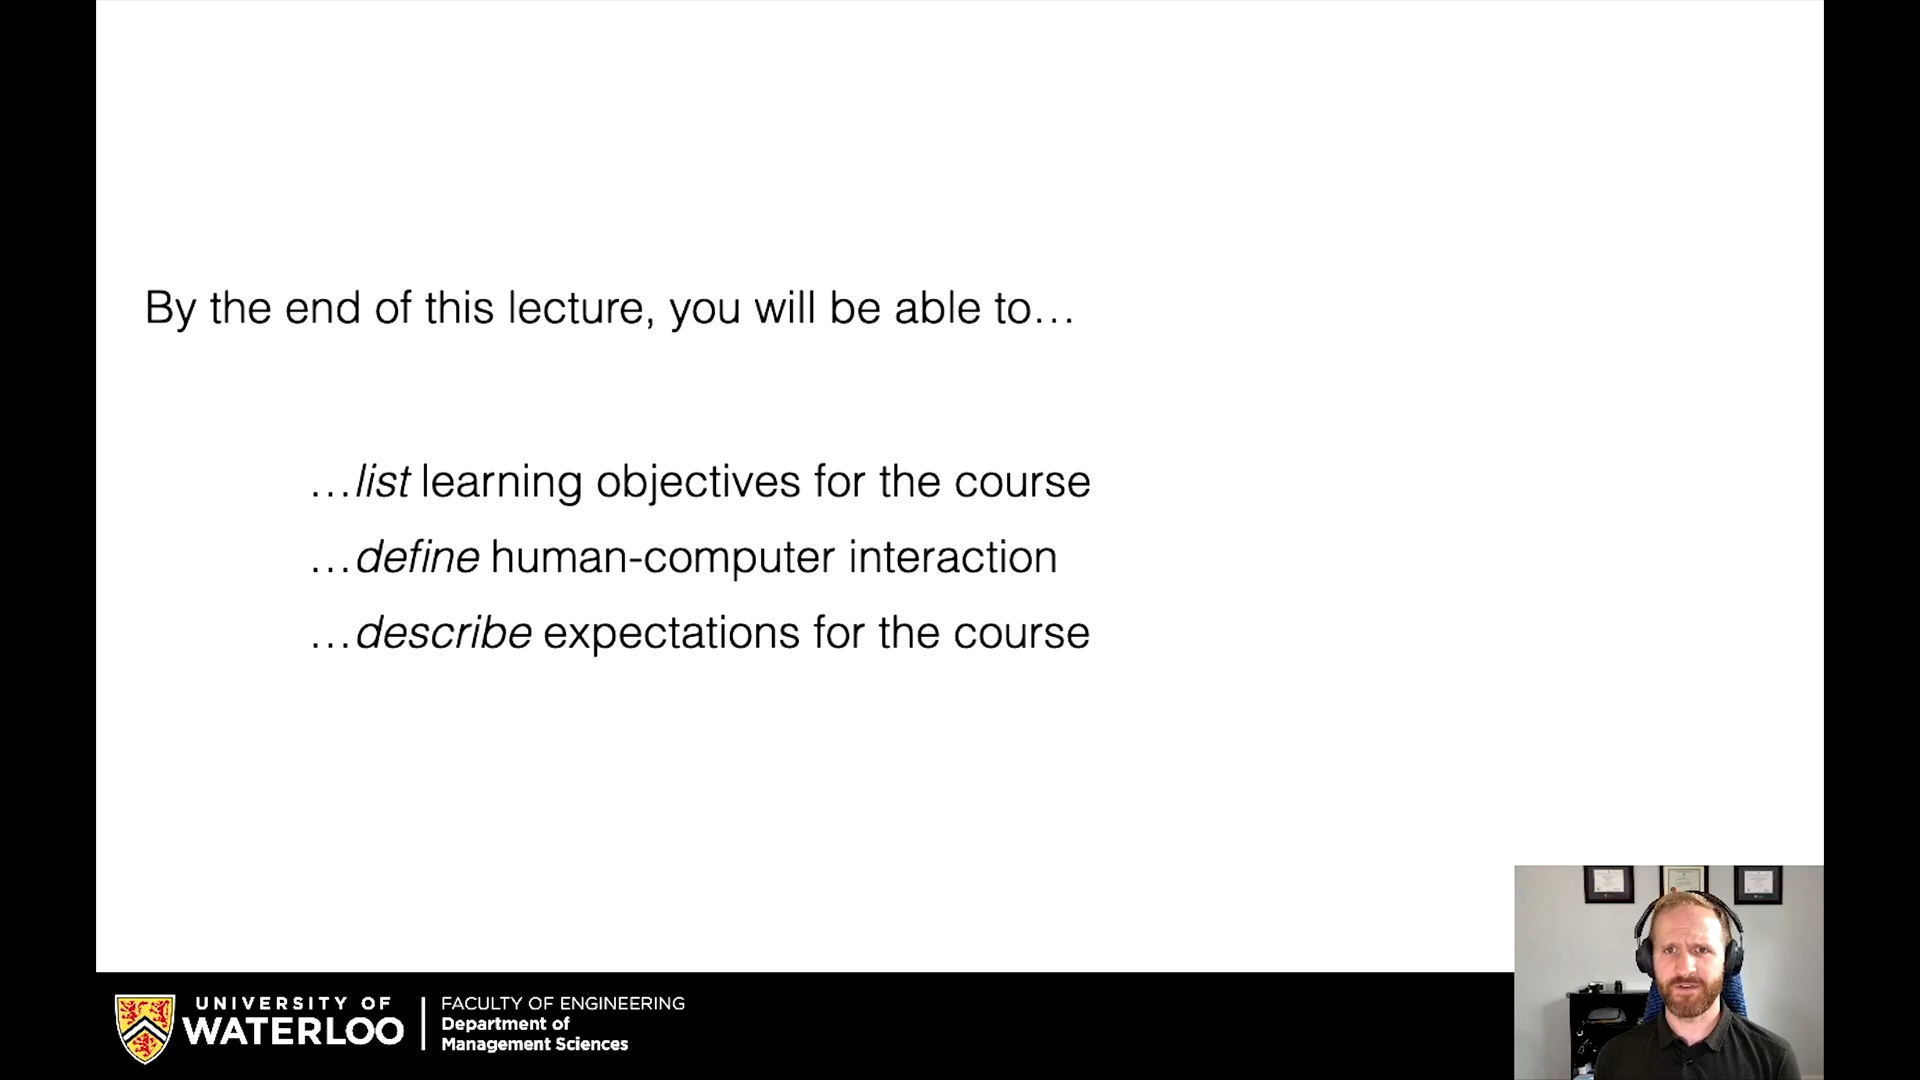 By the end of this lecture, you will be able to…
…list learning objectives for the course
…define human-computer interaction
…describe expectations for the course
UNIVERSITY OF
WATERLOO
FACULTY OF ENGINEERING
Department of
Management Sciences